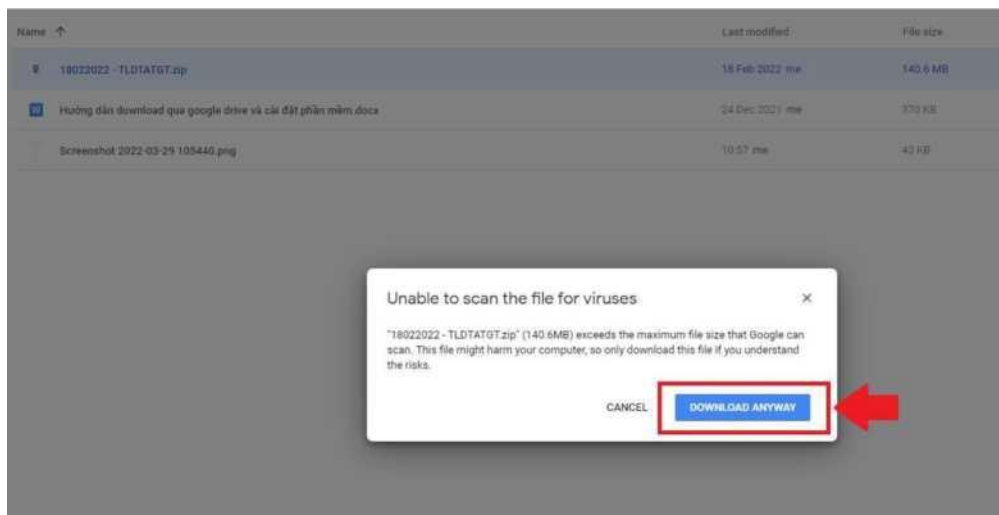 Name Last modified File size
18022022 - TLDTATGT.zip 18 Feb 2022 me 140.6 MB
W Hướng dẫn download qua google drive và cài đặt phần mềm.docx 24 Dec 2021 me 370 KB
Screenshot 2022-03-29 105440.png 10:57 me 43 KB
Unable to scan the file for viruses
"18022022 - TLDTATGT.zip" (140.6MB) exceeds the maximum file size that Google can
scan. This file might harm your computer, so only download this file if you understand
the risks.
CANCEL DOWNLOAD ANYWAY